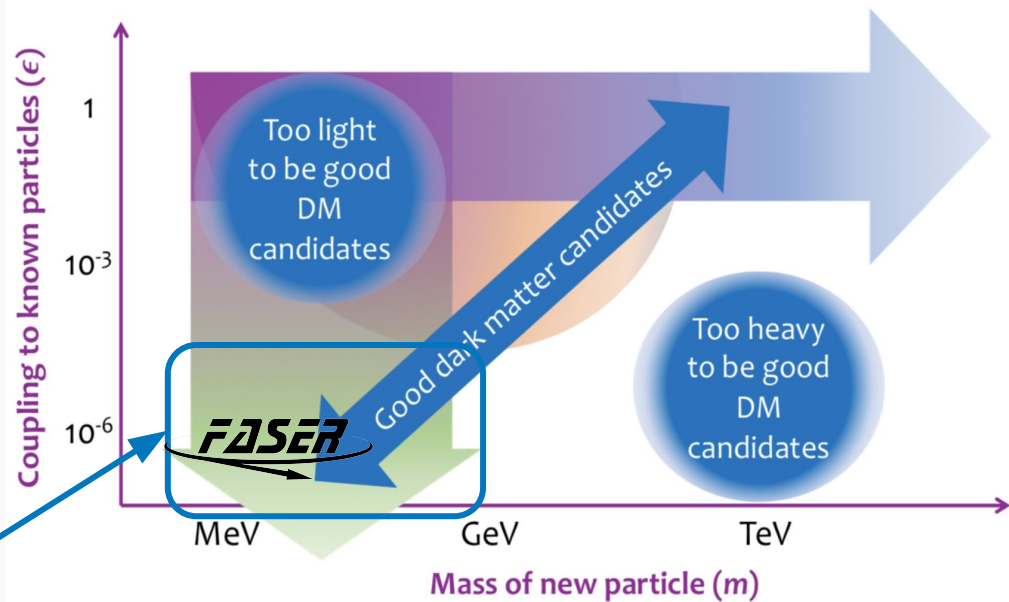 Coupling to known particles (ϵ)
1
10⁻³
10⁻⁶
Too light
to be good
DM
candidates
Good dark matter candidates
Too heavy
to be good
DM
candidates
FASER
MeV
GeV
TeV
Mass of new particle (m)